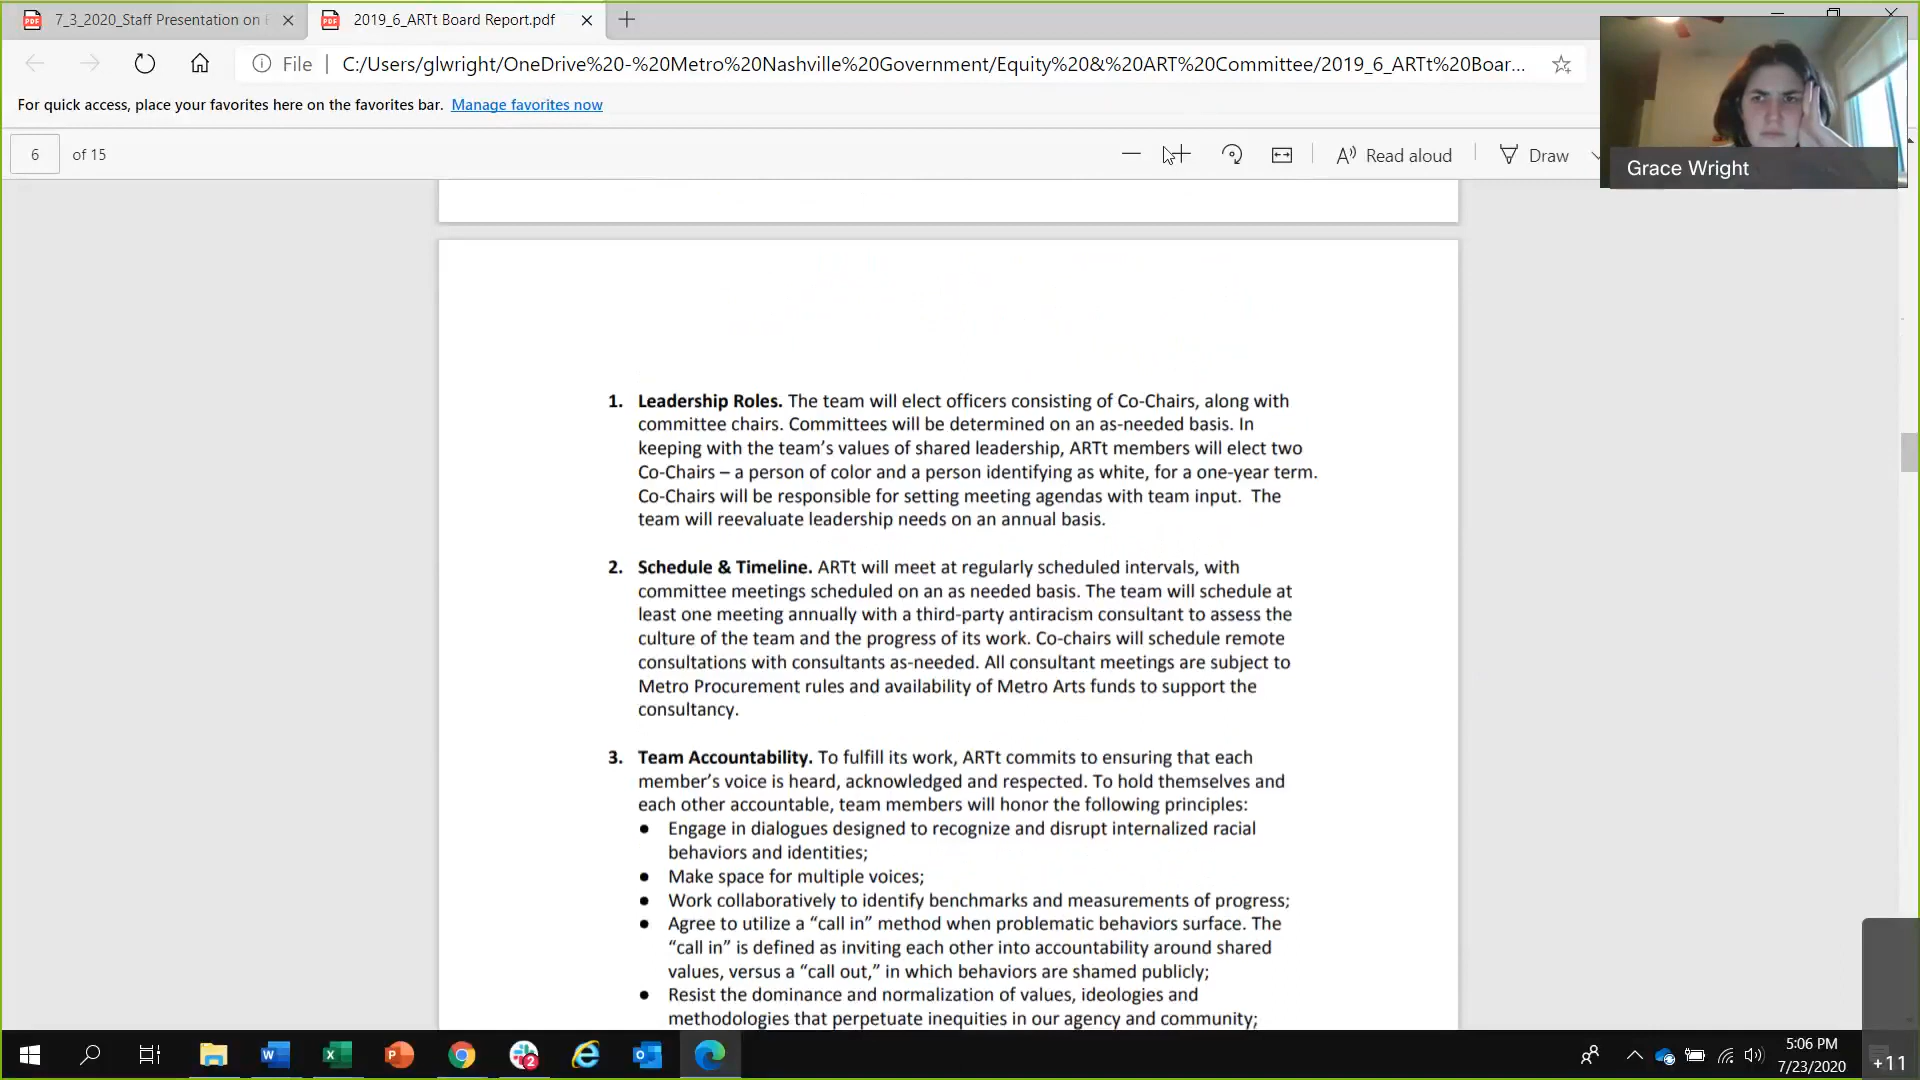 7_3_2020_Staff Presentation on E
2019_6_ARTt Board Report.pdf
File
C:/Users/glwright/OneDrive%20-%20Metro%20Nashville%20Government/Equity%20&%20ART%20Committee/2019_6_ARTt%20Boar...
For quick access, place your favorites here on the favorites bar. Manage favorites now
6 of 15
Read aloud
Draw
Grace Wright
1. Leadership Roles. The team will elect officers consisting of Co-Chairs, along with
committee chairs. Committees will be determined on an as-needed basis. In
keeping with the team's values of shared leadership, ARTt members will elect two
Co-Chairs – a person of color and a person identifying as white, for a one-year term.
Co-Chairs will be responsible for setting meeting agendas with team input. The
team will reevaluate leadership needs on an annual basis.
2. Schedule & Timeline. ARTt will meet at regularly scheduled intervals, with
committee meetings scheduled on an as needed basis. The team will schedule at
least one meeting annually with a third-party antiracism consultant to assess the
culture of the team and the progress of its work. Co-chairs will schedule remote
consultations with consultants as-needed. All consultant meetings are subject to
Metro Procurement rules and availability of Metro Arts funds to support the
consultancy.
3. Team Accountability. To fulfill its work, ARTt commits to ensuring that each
member's voice is heard, acknowledged and respected. To hold themselves and
each other accountable, team members will honor the following principles:
● Engage in dialogues designed to recognize and disrupt internalized racial
behaviors and identities;
● Make space for multiple voices;
● Work collaboratively to identify benchmarks and measurements of progress;
● Agree to utilize a “call in” method when problematic behaviors surface. The
“call in” is defined as inviting each other into accountability around shared
values, versus a “call out,” in which behaviors are shamed publicly;
● Resist the dominance and normalization of values, ideologies and
methodologies that perpetuate inequities in our agency and community;
5:06 PM
7/23/2020
+11